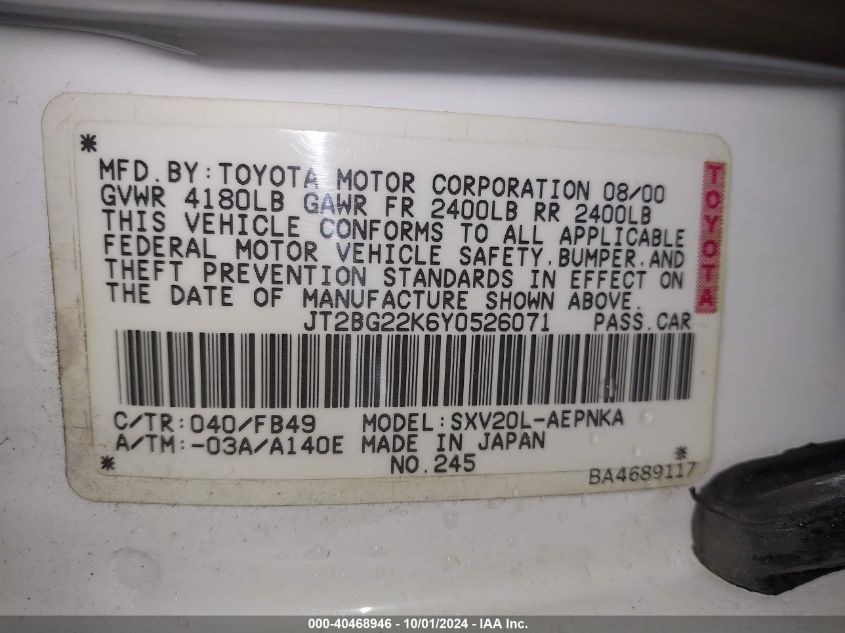 *
MFD.BY:TOYOTA MOTOR CORPORATION 08/00
GVWR 4180LB GAWR FR 2400LB RR 2400LB
THIS VEHICLE CONFORMS TO ALL APPLICABLE
FEDERAL MOTOR VEHICLE SAFETY,BUMPER,AND
THEFT PREVENTION STANDARDS IN EFFECT ON
THE DATE OF MANUFACTURE SHOWN ABOVE.
JT2BG22K6Y0526071 PASS.CAR
TOYOTA
C/TR:040/FB49 MODEL:SXV20L-AEPNKA
A/TM:-03A/A140E MADE IN JAPAN
* NO.245
BA4689117
000-40468946 - 10/01/2024 - IAA Inc.